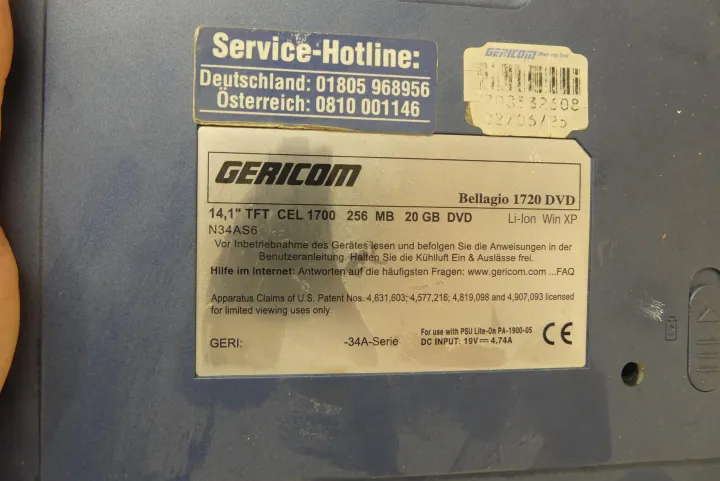 Service-Hotline:
Deutschland: 01805 968956
Österreich: 0810 001146
GERICOM
02/06/25
GERICOM
Bellagio 1720 DVD
14,1" TFT CEL 1700 256 MB 20 GB DVD Li-Ion Win XP
N34AS6
Vor Inbetriebnahme des Gerätes lesen und befolgen Sie die Anweisungen in der
Benutzeranleitung. Halten Sie die Kühlluft Ein & Auslässe frei.
Hilfe im Internet: Antworten auf die häufigsten Fragen: www.gericom.com ...FAQ
Apparatus Claims of U.S. Patent Nos. 4,631,603; 4,577,216; 4,819,098 and 4,907,093 licensed
for limited viewing uses only.
For use with PSU Lite-On PA-1900-05
GERI: -34A-Serie DC INPUT: 19V⎓ 4.74A CE